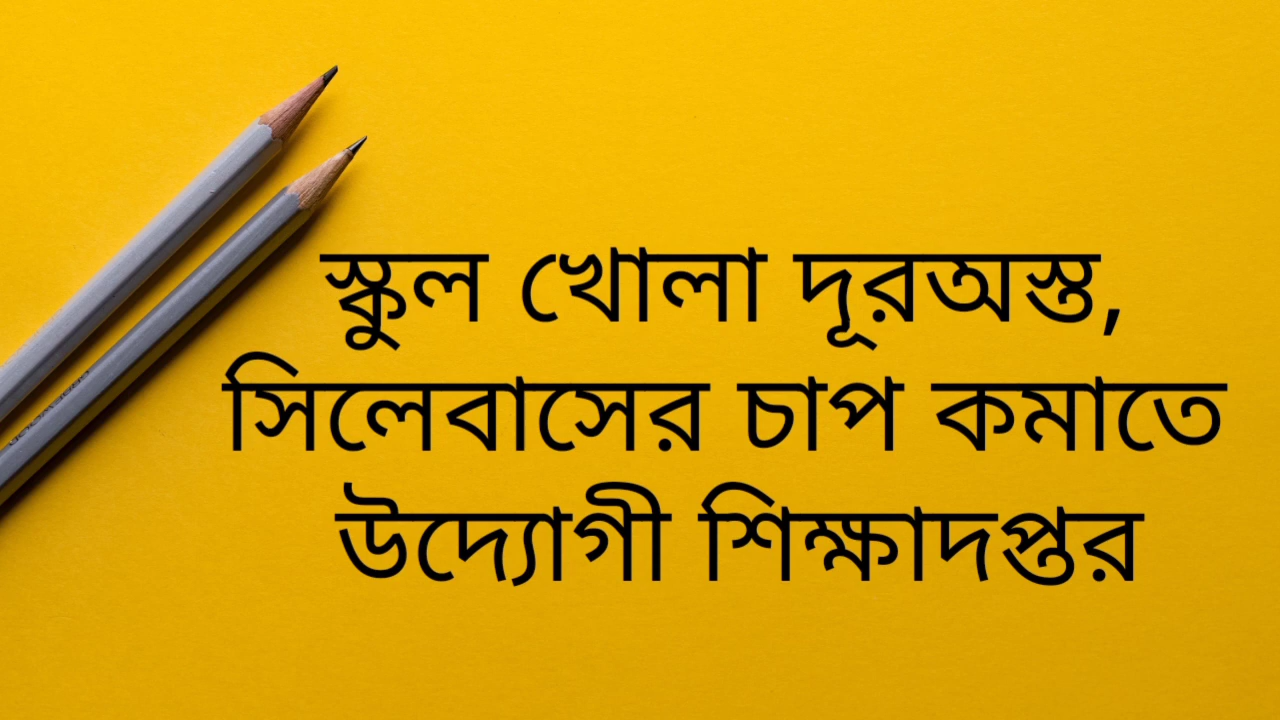 স্কুল খোলা দূরঅস্ত,
সিলেবাসের চাপ কমাতে
উদ্যোগী শিক্ষাদপ্তর